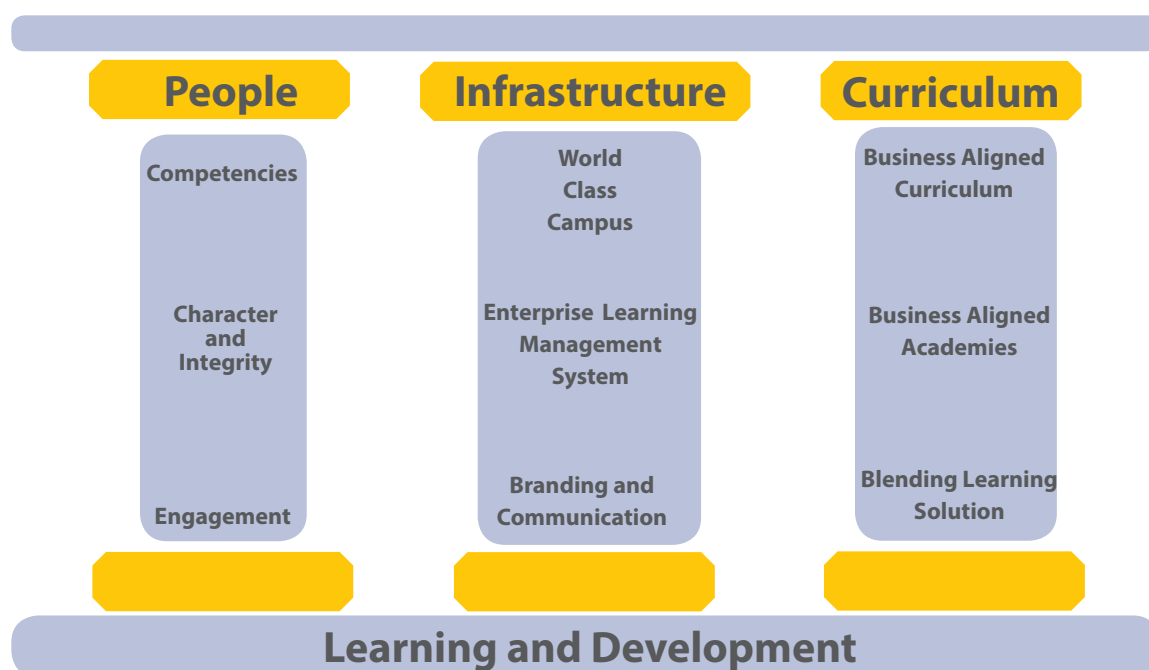 People
Competencies
Character
and
Integrity
Engagement
Infrastructure
World
Class
Campus
Enterprise Learning
Management
System
Branding and
Communication
Curriculum
Business Aligned
Curriculum
Business Aligned
Academies
Blending Learning
Solution
Learning and Development